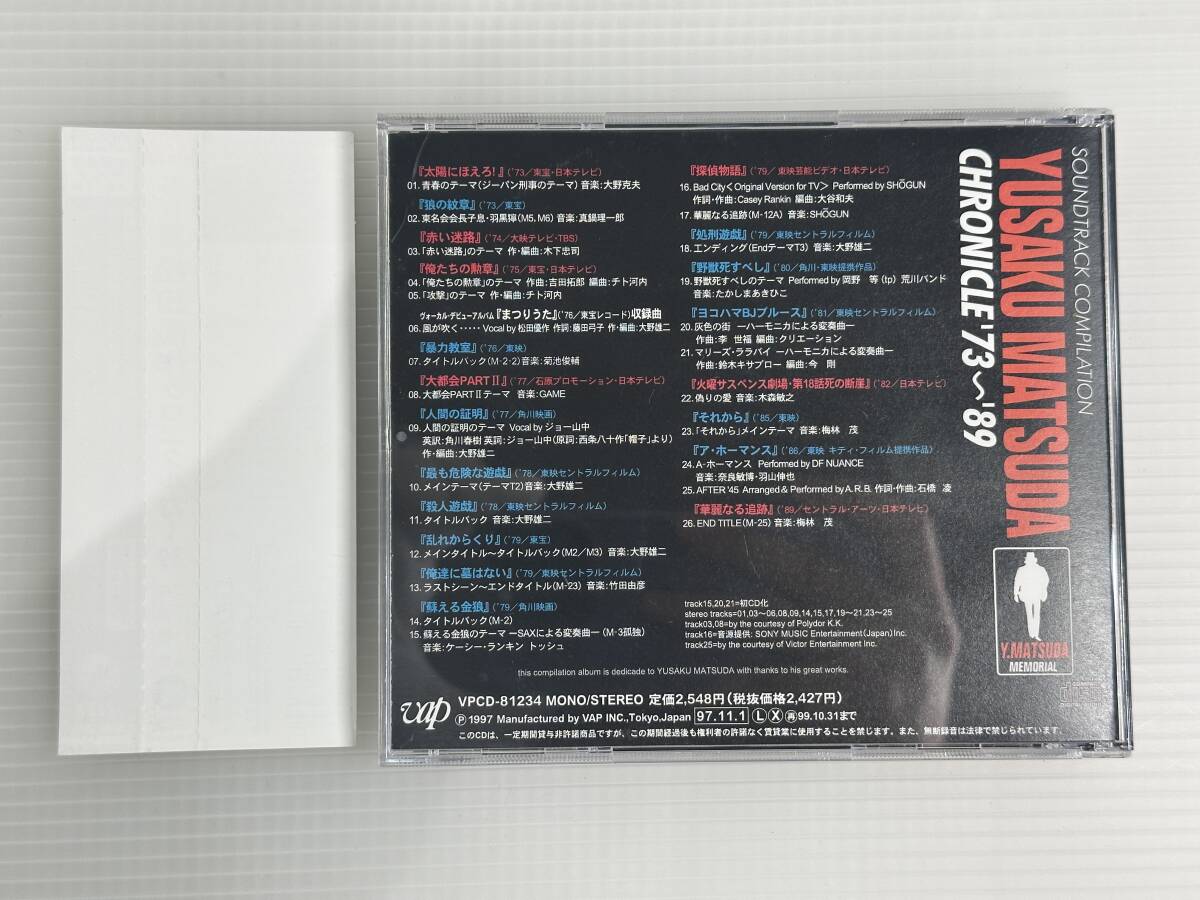 『太陽にほえろ!』('73/東宝・日本テレビ)
01. 青春のテーマ(ジーパン刑事のテーマ) 音楽:大野克夫
『狼の紋章』('73/東宝)
02. 東名会会長子息・羽黒獰(M5、M6) 音楽:真鍋理一郎
『赤い迷路』('74/大映テレビ・TBS)
03.「赤い迷路」のテーマ 作・編曲:木下忠司
『俺たちの勲章』('75/東宝・日本テレビ)
04.「俺たちの勲章」のテーマ 作曲:吉田拓郎 編曲:チト河内
05.「攻撃」のテーマ 作・編曲:チト河内
ヴォーカル・デビューアルバム『まつりうた』('76/東宝レコード)収録曲
06. 風が吹く‥‥‥ Vocal by 松田優作 作詞:藤田弓子 作・編曲:大野雄二
『暴力教室』('76/東映)
07. タイトルバック(M-2-2)音楽:菊池俊輔
『大都会PARTⅡ』('77/石原プロモーション・日本テレビ)
08. 大都会PARTⅡテーマ 音楽:GAME
『人間の証明』('77/角川映画)
09. 人間の証明のテーマ Vocal by ジョー山中
英訳:角川春樹 英詞:ジョー山中(原詞:西条八十作「帽子」より)
作・編曲:大野雄二
『最も危険な遊戯』('78/東映セントラルフィルム)
10. メインテーマ(テーマT2)音楽:大野雄二
『殺人遊戯』('78/東映セントラルフィルム)
11. タイトルバック 音楽:大野雄二
『乱れからくり』('79/東宝)
12. メインタイトル〜タイトルバック(M2/M3) 音楽:大野雄二
『俺達に墓はない』('79/東映セントラルフィルム)
13. ラストシーン〜エンドタイトル(M-23) 音楽:竹田由彦
『蘇える金狼』('79/角川映画)
14. タイトルバック(M-2)
15. 蘇える金狼のテーマ ーSAXによる変奏曲ー (M-3孤独)
音楽:ケーシー・ランキン トッシュ
『探偵物語』('79/東映芸能ビデオ・日本テレビ)
16. Bad City<Original Version for TV> Performed by SHŌGUN
作詞・作曲:Casey Rankin 編曲:大谷和夫
17. 華麗なる追跡(M-12A) 音楽:SHŌGUN
『処刑遊戯』('79/東映セントラルフィルム)
18. エンディング(EndテーマT3) 音楽:大野雄二
『野獣死すべし』('80/角川・東映提携作品)
19. 野獣死すべしのテーマ Performed by 岡野 等(tp) 荒川バンド
音楽:たかしまあきひこ
『ヨコハマBJブルース』('81/東映セントラルフィルム)
20. 灰色の街 ーハーモニカによる変奏曲ー
作曲:李 世福 編曲:クリエーション
21. マリーズ・ララバイ ーハーモニカによる変奏曲ー
作曲:鈴木キサブロー 編曲:今 剛
『火曜サスペンス劇場・第18話死の断崖』('82/日本テレビ)
22. 偽りの愛 音楽:木森敏之
『それから』('85/東映)
23.「それから」メインテーマ 音楽:梅林 茂
『ア・ホーマンス』('86/東映 キティ・フィルム提携作品)
24. A・ホーマンス Performed by DF NUANCE
音楽:奈良敏博・羽山伸也
25. AFTER '45 Arranged & Performed by A.R.B. 作詞・作曲:石橋 凌
『華麗なる追跡』('89/セントラル・アーツ・日本テレビ)
26. END TITLE(M-25) 音楽:梅林 茂
track15,20,21=初CD化
stereo tracks=01,03〜06,08,09,14,15,17,19〜21,23〜25
track03,08=by the courtesy of Polydor K.K.
track16=音源提供: SONY MUSIC Entertainment(Japan)Inc.
track25=by the courtesy of Victor Entertainment Inc.
this compilation album is dedicade to YUSAKU MATSUDA with thanks to his great works.
vap VPCD-81234 MONO/STEREO 定価2,548円(税抜価格2,427円)
Ⓟ 1997 Manufactured by VAP INC.,Tokyo,Japan 97.11.1 Ⓛ Ⓧ 再99.10.31まで
このCDは、一定期間貸与非許諾商品ですが、この期間経過後も権利者の許諾なく賃貸業に使用することを禁じます。また、無断録音は法律で禁じられています。
SOUNDTRACK COMPILATION
YUSAKU MATSUDA
CHRONICLE '73〜'89
Y.MATSUDA
MEMORIAL